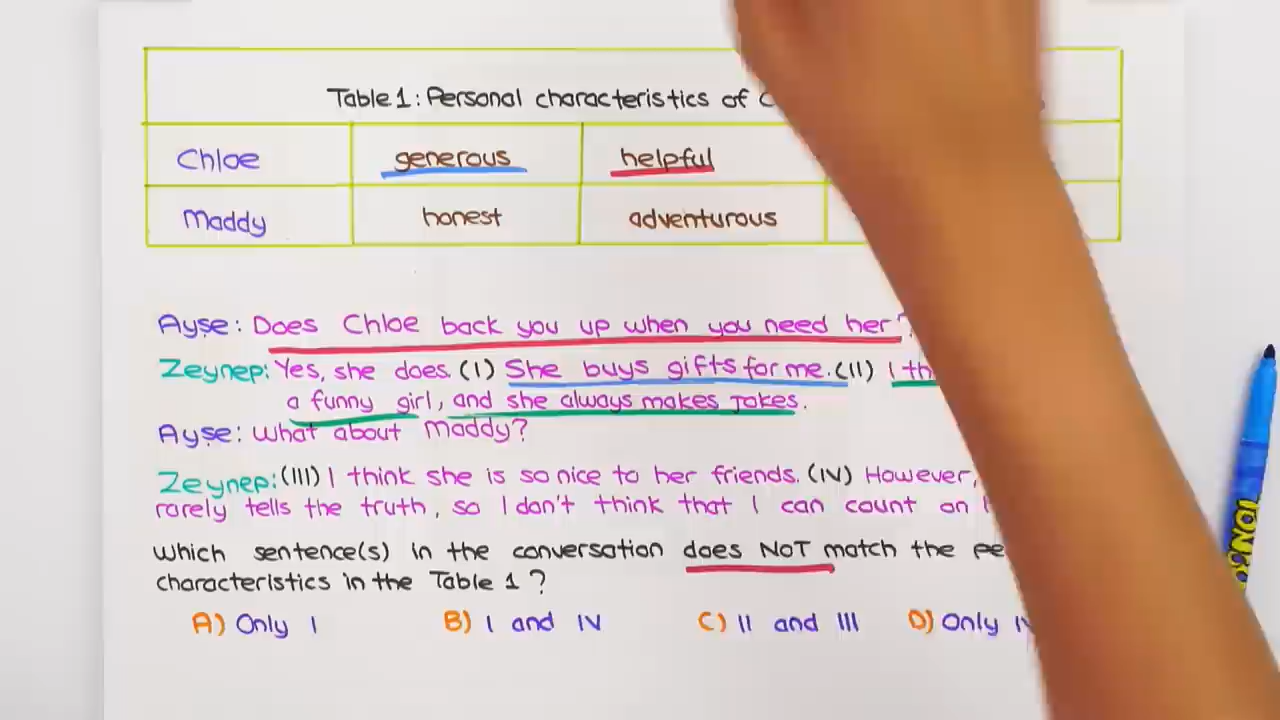 Table 1: Personal characteristics of
Chloe generous helpful
Maddy honest adventurous
Ayşe: Does Chloe back you up when you need her?
Zeynep: Yes, she does. (I) She buys gifts for me. (II) I
a funny girl, and she always makes jokes.
Ayşe: What about Maddy?
Zeynep: (III) I think she is so nice to her friends. (IV) However,
rarely tells the truth, so I don't think that I can count on
Which sentence(s) in the conversation does NOT match the
characteristics in the Table 1?
A) Only I B) I and IV C) II and III D) Only